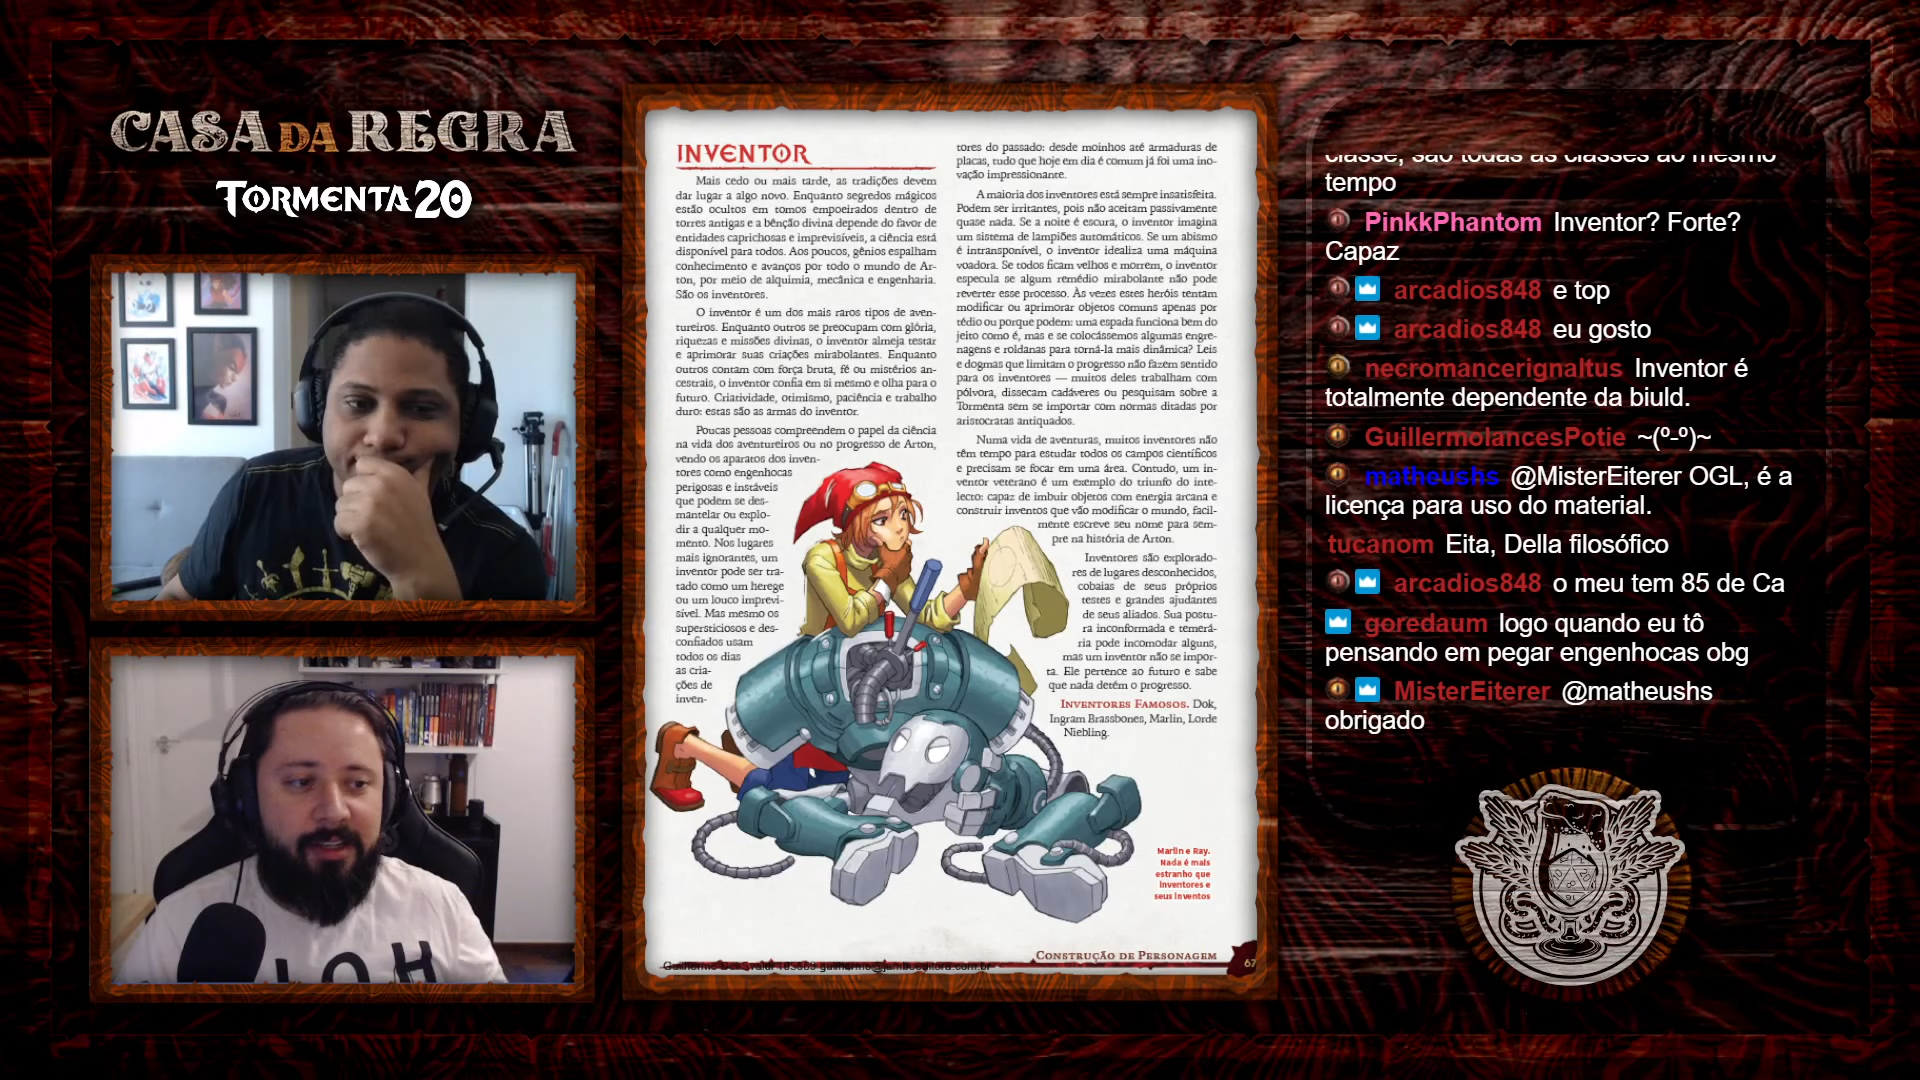 CASA DA REGRA
TORMENTA20
INVENTOR
Mais cedo ou mais tarde, as tradições devem
dar lugar a algo novo. Enquanto segredos mágicos
estão ocultos em tomos empoeirados dentro de
torres antigas e a bênção divina depende do favor de
entidades caprichosas e imprevisíveis, a ciência está
disponível para todos. Aos poucos, gênios espalham
conhecimento e avanços por todo o mundo de Ar-
ton, por meio de alquimia, mecânica e engenharia.
São os inventores.
O inventor é um dos mais raros tipos de aven-
tureiros. Enquanto outros se preocupam com glória,
riquezas e missões divinas, o inventor almeja testar
e aprimorar suas criações mirabolantes. Enquanto
outros contam com força bruta, fé ou mistérios an-
cestrais, o inventor confia em si mesmo e olha para o
futuro. Criatividade, otimismo, paciência e trabalho
duro: estas são as armas do inventor.
Poucas pessoas compreendem o papel da ciência
na vida dos aventureiros ou no progresso de Arton,
vendo os aparatos dos inven-
tores como engenhocas
perigosas e instáveis
que podem se des-
mantelar ou explo-
dir a qualquer mo-
mento. Nos lugares
mais ignorantes, um
inventor pode ser tra-
tado como um herege
ou um louco imprevi-
sível. Mas mesmo os
supersticiosos e des-
confiados usam
todos os dias
as cria-
ções de
inven-
tores do passado: desde moinhos até armaduras de
placas, tudo que hoje em dia é comum já foi uma ino-
vação impressionante.
A maioria dos inventores está sempre insatisfeita.
Podem ser irritantes, pois não aceitam passivamente
quase nada. Se a noite é escura, o inventor imagina
um sistema de lampiões automáticos. Se um abismo
é intransponível, o inventor idealiza uma máquina
voadora. Se todos ficam velhos e morrem, o inventor
especula se algum remédio mirabolante não pode
reverter esse processo. Às vezes estes heróis tentam
modificar ou aprimorar objetos comuns apenas por
tédio ou porque podem: uma espada funciona bem do
jeito como é, mas e se colocássemos algumas engre-
nagens e roldanas para torná-la mais dinâmica? Leis
e dogmas que limitam o progresso não fazem sentido
para os inventores — muitos deles trabalham com
pólvora, dissecam cadáveres ou pesquisam sobre a
Tormenta sem se importar com normas ditadas por
aristocratas antiquados.
Numa vida de aventuras, muitos inventores não
têm tempo para estudar todos os campos científicos
e precisam se focar em uma área. Contudo, um in-
ventor veterano é um exemplo do triunfo do inte-
lecto: capaz de imbuir objetos com energia arcana e
construir inventos que vão modificar o mundo, facil-
mente escreve seu nome para sem-
pre na história de Arton.
Inventores são explorado-
res de lugares desconhecidos,
cobaias de seus próprios
testes e grandes ajudantes
de seus aliados. Sua postu-
ra inconformada e temerá-
ria pode incomodar alguns,
mas um inventor não se impor-
ta. Ele pertence ao futuro e sabe
que nada detém o progresso.
INVENTORES FAMOSOS. Dok,
Ingram Brassbones, Marlin, Lorde
Niebling.
Marlin e Ray.
Nada é mais
estranho que
inventores e
seus inventos
CONSTRUÇÃO DE PERSONAGEM
67
classe, são todas as classes ao mesmo
tempo
PinkkPhantom Inventor? Forte?
Capaz
arcadios848 e top
arcadios848 eu gosto
necromancerignaltus Inventor é
totalmente dependente da biuld.
GuillermolancesPotie ~(º-º)~
matheushs @MisterEiterer OGL, é a
licença para uso do material.
tucanom Eita, Della filosófico
arcadios848 o meu tem 85 de Ca
goredaum logo quando eu tô
pensando em pegar engenhocas obg
MisterEiterer @matheushs
obrigado